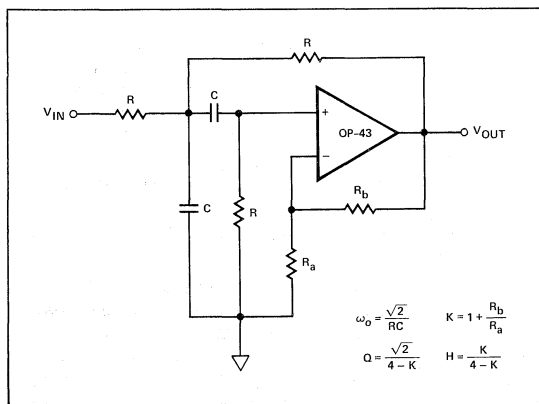 R
C
V_IN
R
+
OP-43
V_OUT
−
R_b
C
R
R_a
ω_o = √2/RC
K = 1 + R_b/R_a
Q = √2/(4 − K)
H = K/(4 − K)